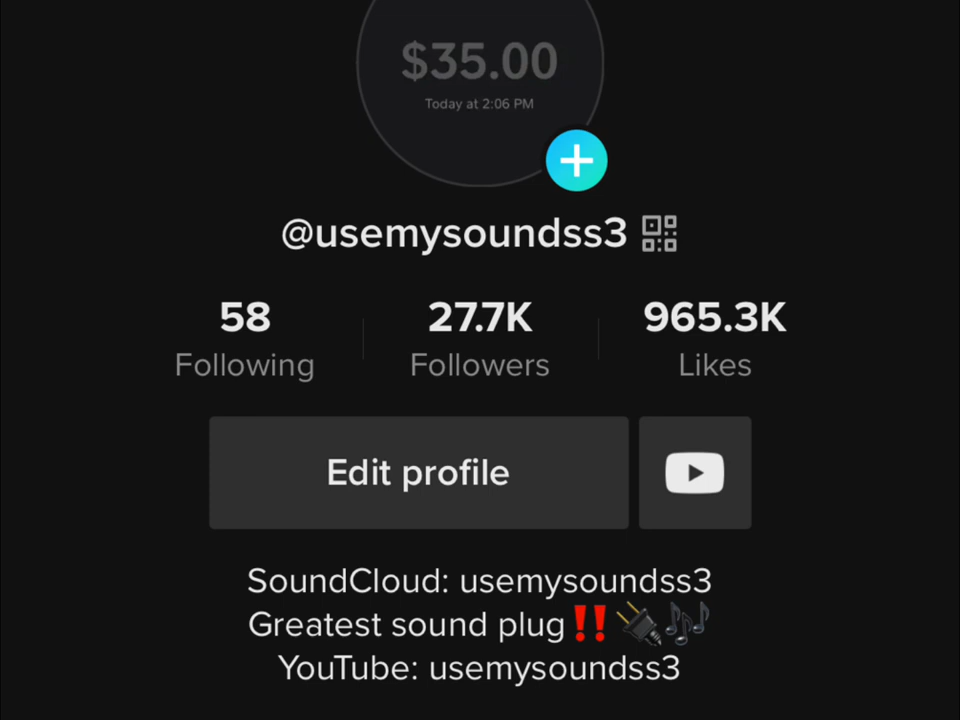 $35.00
Today at 2:06 PM
@usemysoundss3
58 27.7K 965.3K
Following Followers Likes
Edit profile
SoundCloud: usemysoundss3
Greatest sound plug‼️🔌🎶
YouTube: usemysoundss3